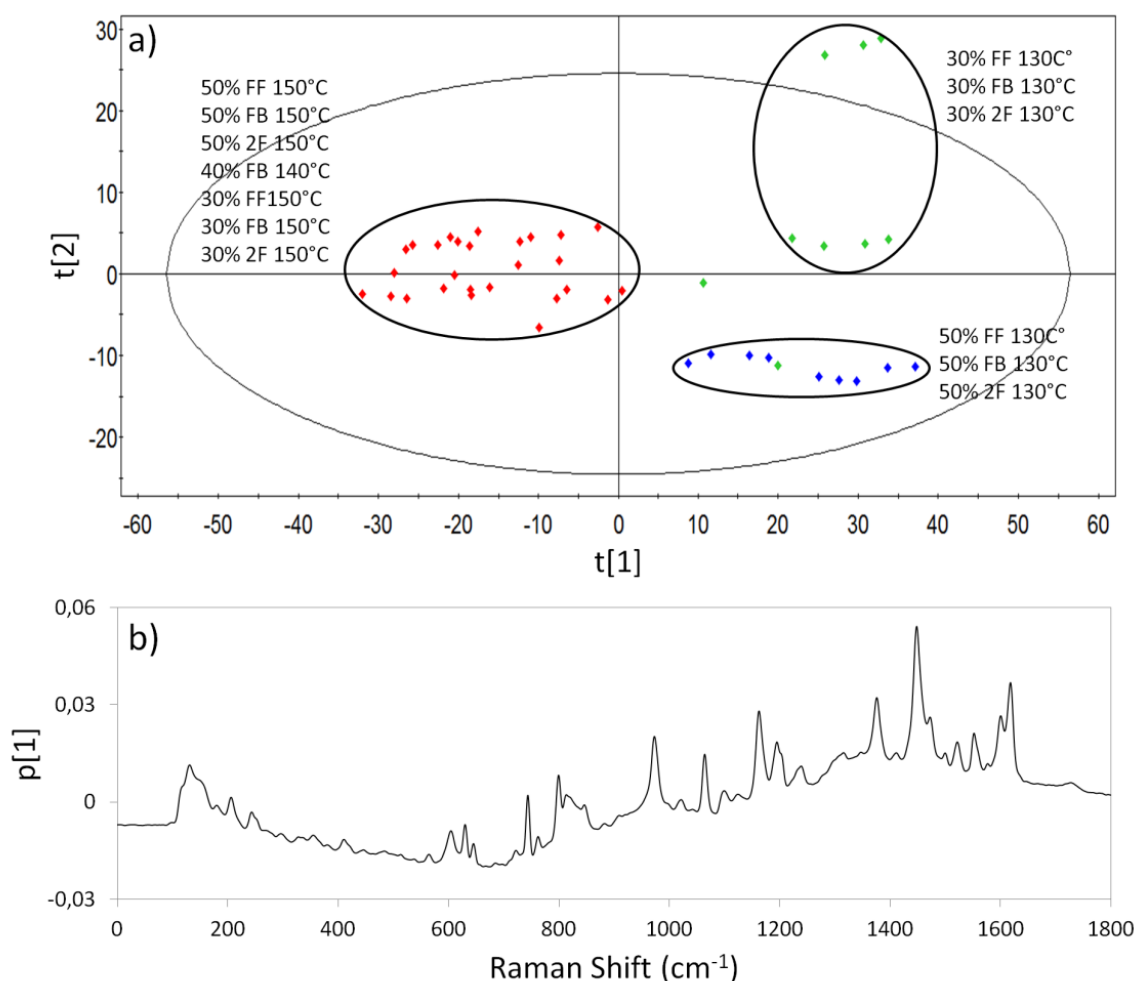 a)
30
20
10
0
-10
-20
t[2]
50% FF 150°C
50% FB 150°C
50% 2F 150°C
40% FB 140°C
30% FF150°C
30% FB 150°C
30% 2F 150°C
30% FF 130C°
30% FB 130°C
30% 2F 130°C
50% FF 130C°
50% FB 130°C
50% 2F 130°C
-60 -50 -40 -30 -20 -10 0 10 20 30 40 50 60
t[1]
b)
0,06
0,03
0
-0,03
p[1]
0 200 400 600 800 1000 1200 1400 1600 1800
Raman Shift (cm⁻¹)